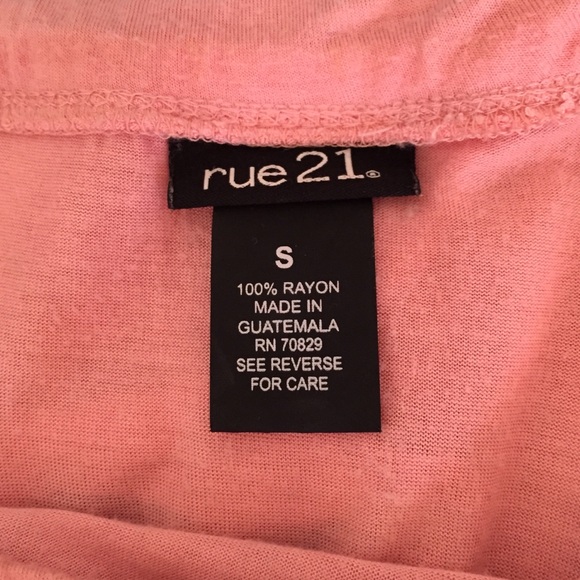 rue21®
S
100% RAYON
MADE IN
GUATEMALA
RN 70829
SEE REVERSE
FOR CARE